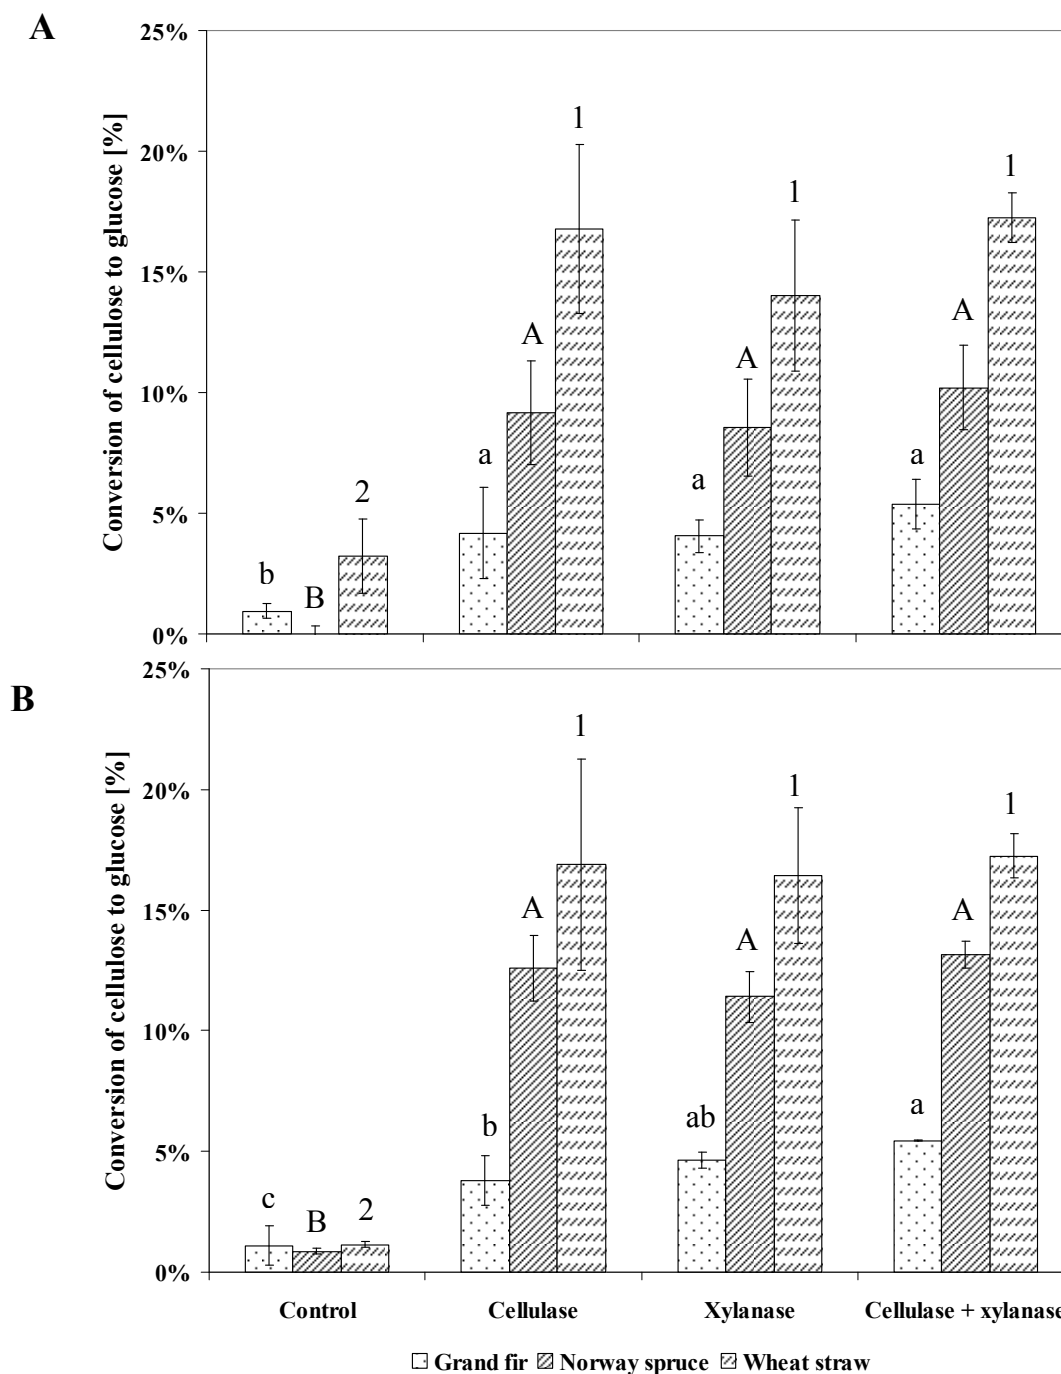 A
Conversion of cellulose to glucose [%]
25%
20%
15%
10%
5%
0%
b
B
2
a
A
1
a
A
1
a
A
1
B
Conversion of cellulose to glucose [%]
25%
20%
15%
10%
5%
0%
c
B
2
b
A
1
ab
A
1
a
A
1
Control
Cellulase
Xylanase
Cellulase + xylanase
Grand fir
Norway spruce
Wheat straw